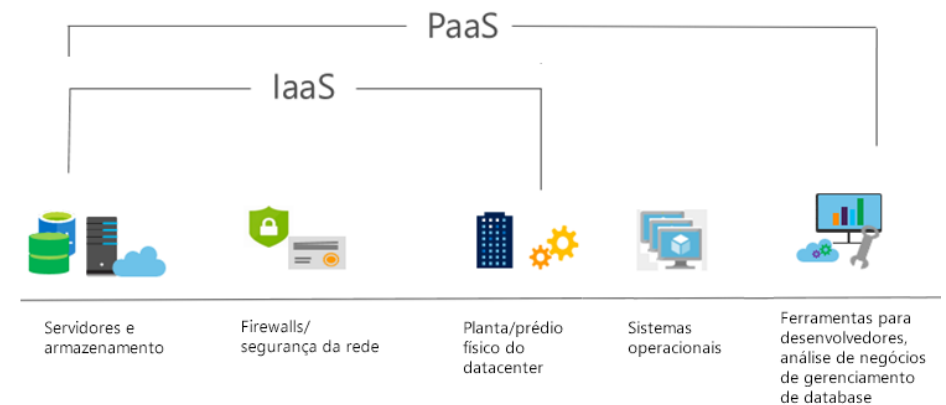 PaaS
IaaS
Servidores e
armazenamento
Firewalls/
segurança da rede
Planta/prédio
físico do
datacenter
Sistemas
operacionais
Ferramentas para
desenvolvedores,
análise de negócios
de gerenciamento
de database